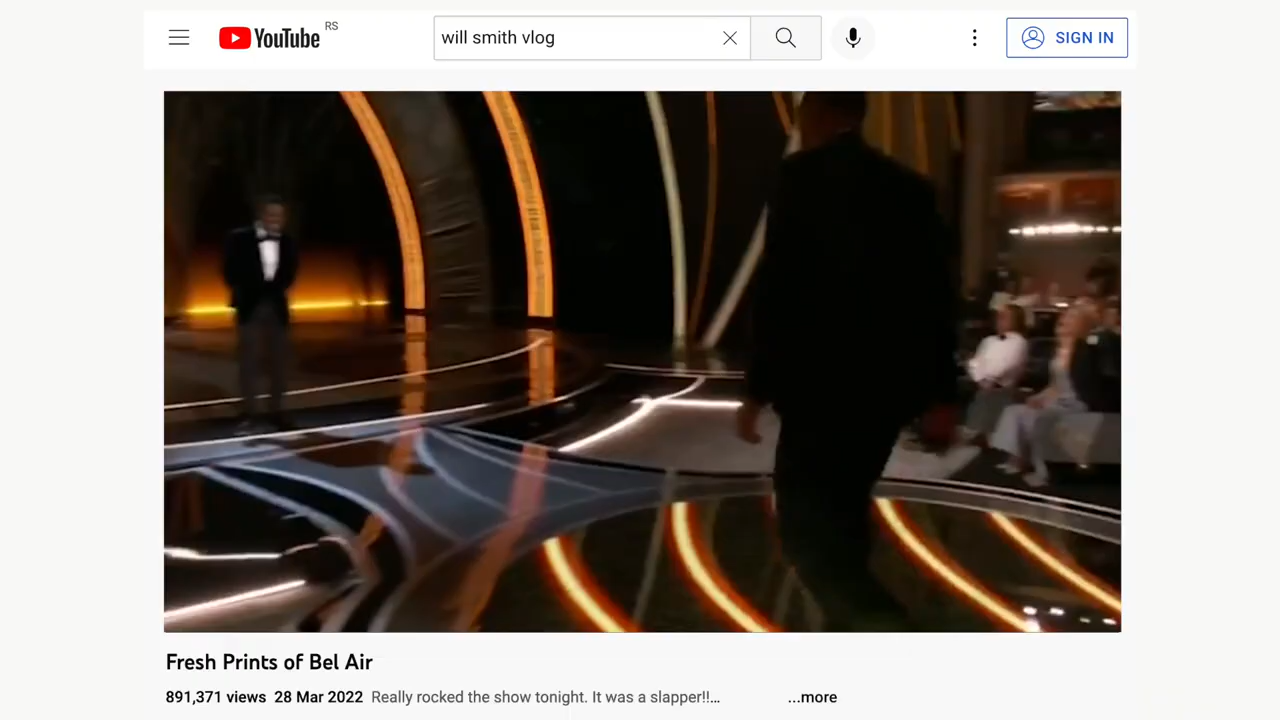 YouTube RS
will smith vlog
SIGN IN
Fresh Prints of Bel Air
891,371 views 28 Mar 2022 Really rocked the show tonight. It was a slapper!!... ...more